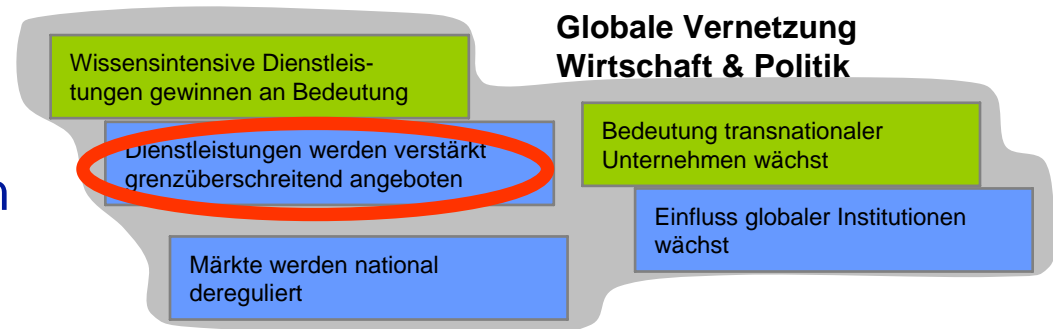 Globale Vernetzung
Wirtschaft & Politik
Wissensintensive Dienstleis-
tungen gewinnen an Bedeutung
Dienstleistungen werden verstärkt
grenzüberschreitend angeboten
n
Märkte werden national
dereguliert
Bedeutung transnationaler
Unternehmen wächst
Einfluss globaler Institutionen
wächst